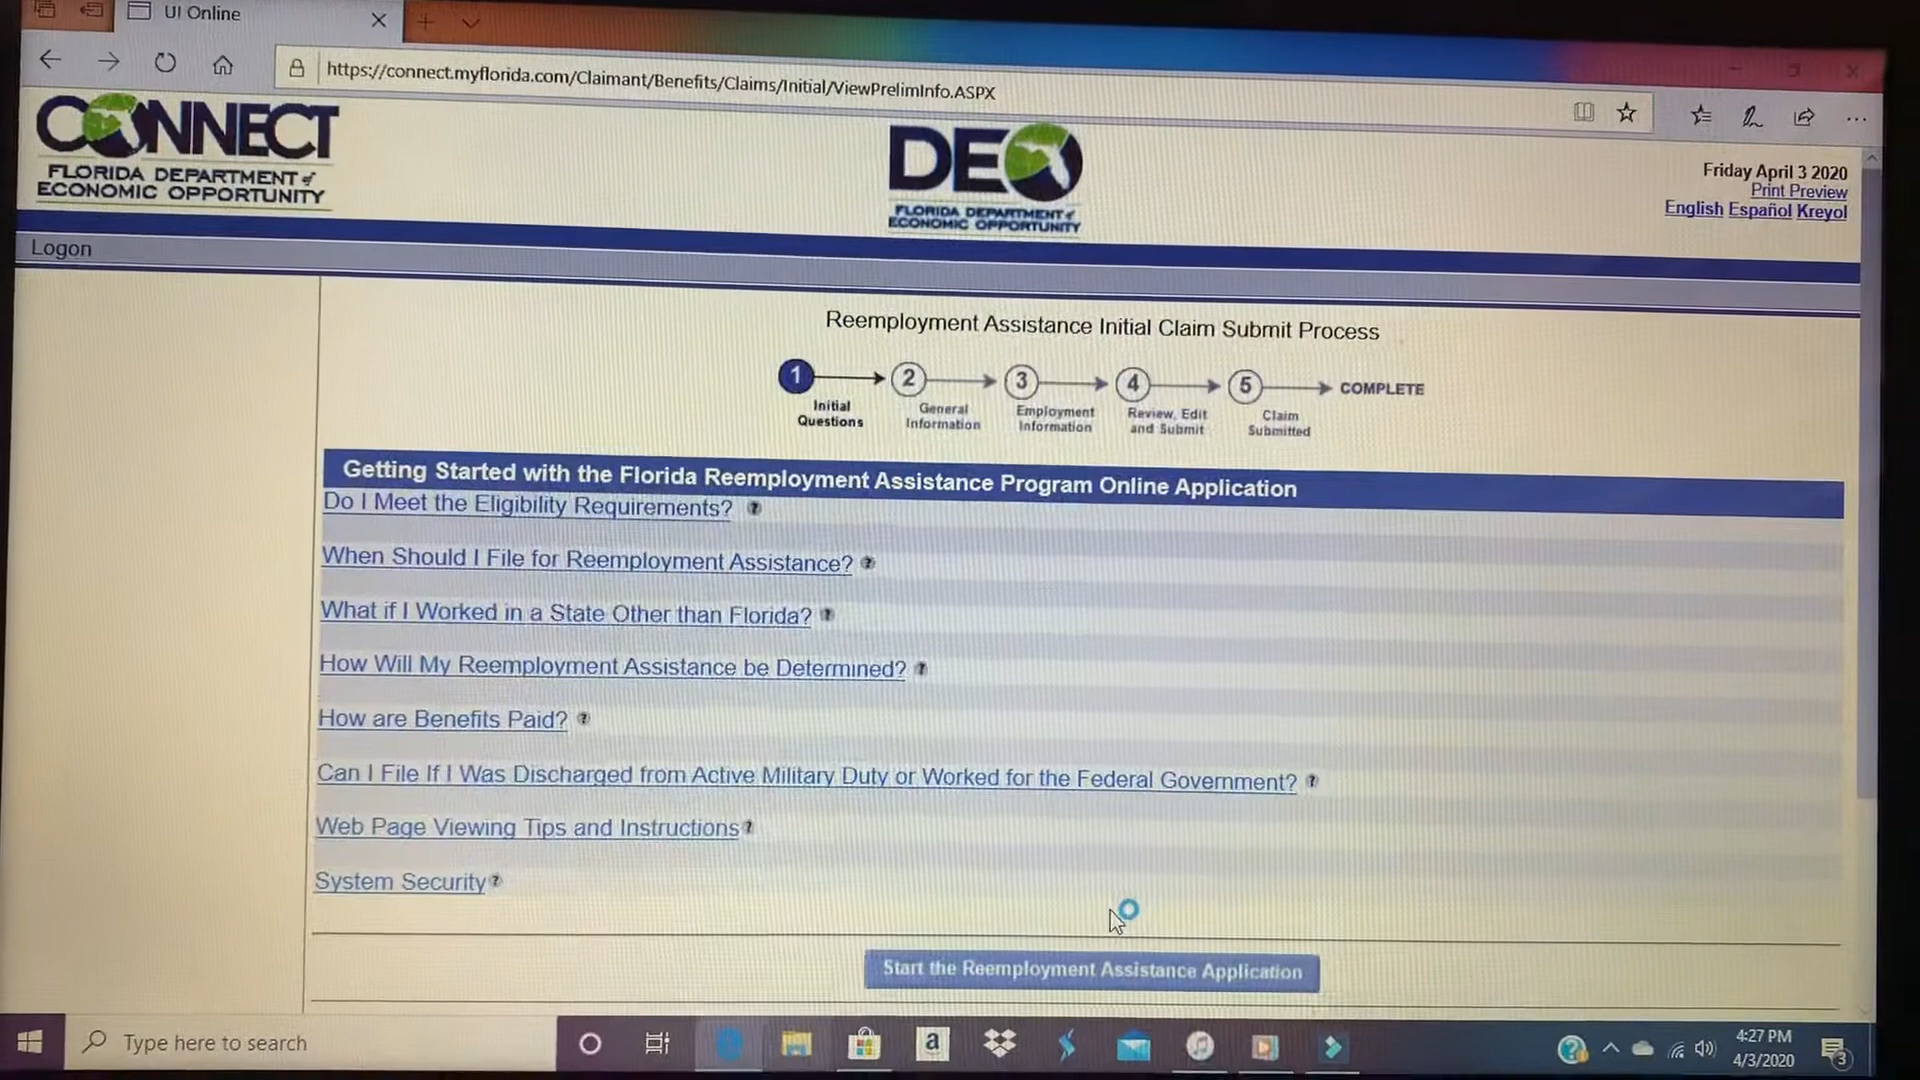 UI Online
https://connect.myflorida.com/Claimant/Benefits/Claims/Initial/ViewPrelimInfo.ASPX
CONNECT
FLORIDA DEPARTMENT of
ECONOMIC OPPORTUNITY
DEO
FLORIDA DEPARTMENT of
ECONOMIC OPPORTUNITY
Friday April 3 2020
Print Preview
English Español Kreyol
Logon
Reemployment Assistance Initial Claim Submit Process
1 2 3 4 5 COMPLETE
Initial Questions
General Information
Employment Information
Review, Edit and Submit
Claim Submitted
Getting Started with the Florida Reemployment Assistance Program Online Application
Do I Meet the Eligibility Requirements? ?
When Should I File for Reemployment Assistance? ?
What if I Worked in a State Other than Florida? ?
How Will My Reemployment Assistance be Determined? ?
How are Benefits Paid? ?
Can I File If I Was Discharged from Active Military Duty or Worked for the Federal Government? ?
Web Page Viewing Tips and Instructions ?
System Security ?
Start the Reemployment Assistance Application
Type here to search
a
4:27 PM
4/3/2020
3